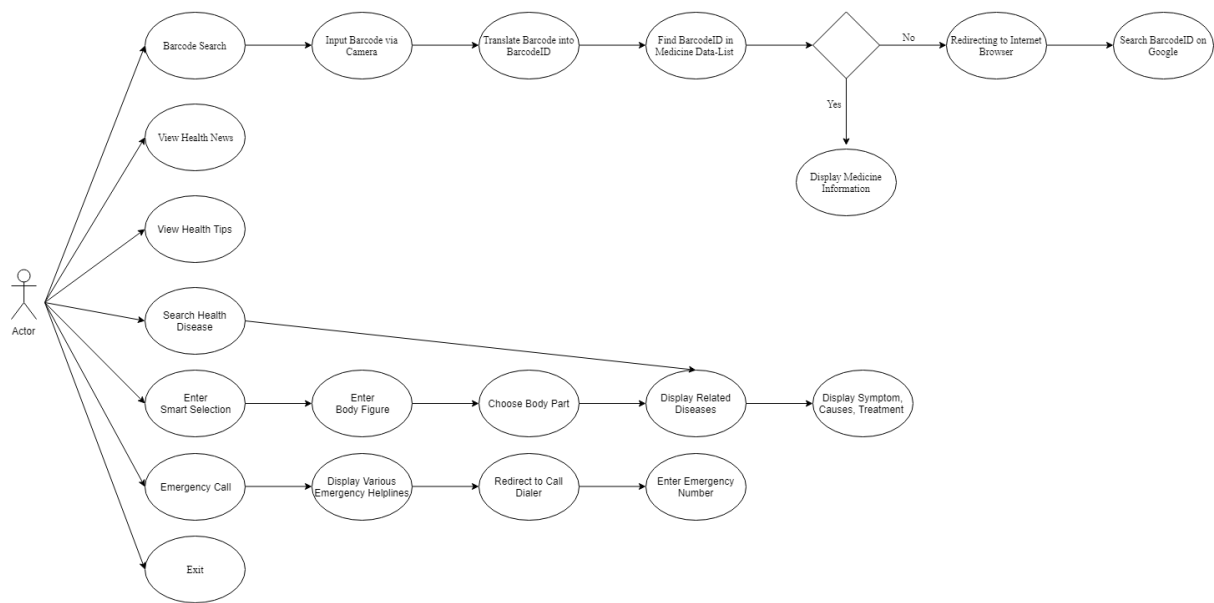 Barcode Search
Input Barcode via
Camera
Translate Barcode into
BarcodeID
Find BarcodeID in
Medicine Data-List
No
Redirecting to Internet
Browser
Search BarcodeID on
Google
Yes
Display Medicine
Information
View Health News
View Health Tips
Actor
Search Health
Disease
Enter
Smart Selection
Enter
Body Figure
Choose Body Part
Display Related
Diseases
Display Symptom,
Causes, Treatment
Emergency Call
Display Various
Emergency Helplines
Redirect to Call
Dialer
Enter Emergency
Number
Exit